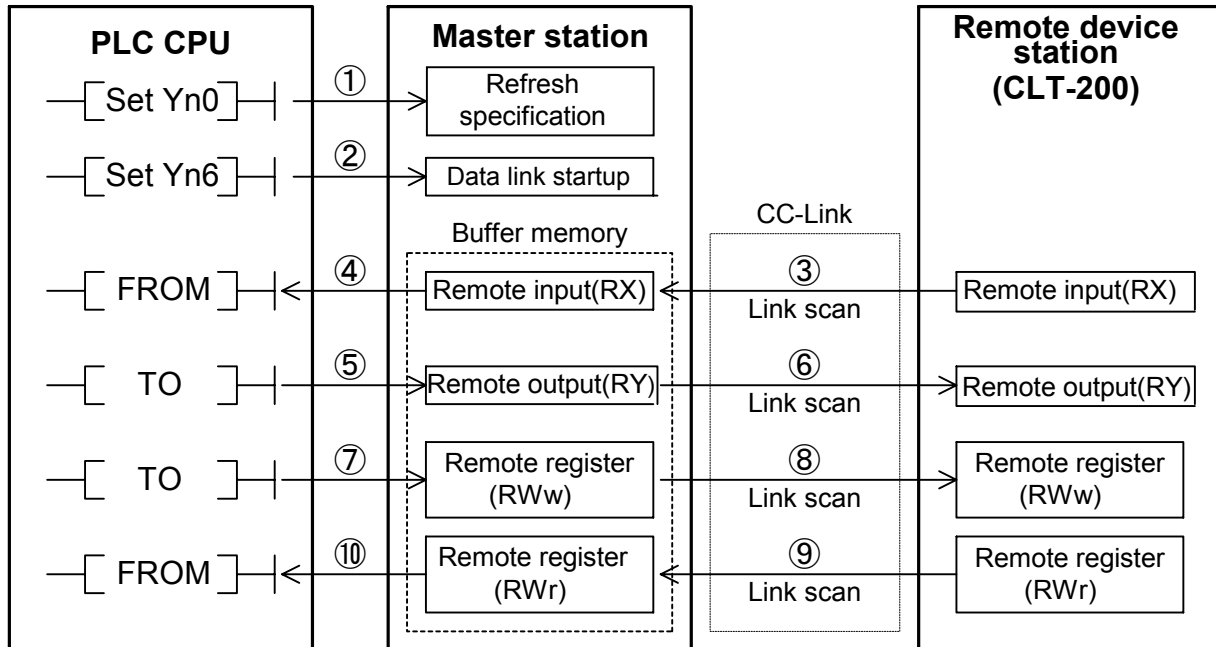 PLC CPU
Master station
Remote device
station
(CLT-200)
Set Yn0
①
Refresh
specification
Set Yn6
②
Data link startup
CC-Link
Buffer memory
FROM
④
Remote input(RX)
③
Link scan
Remote input(RX)
TO
⑤
Remote output(RY)
⑥
Link scan
Remote output(RY)
TO
⑦
Remote register
(RWw)
⑧
Link scan
Remote register
(RWw)
FROM
⑩
Remote register
(RWr)
⑨
Link scan
Remote register
(RWr)